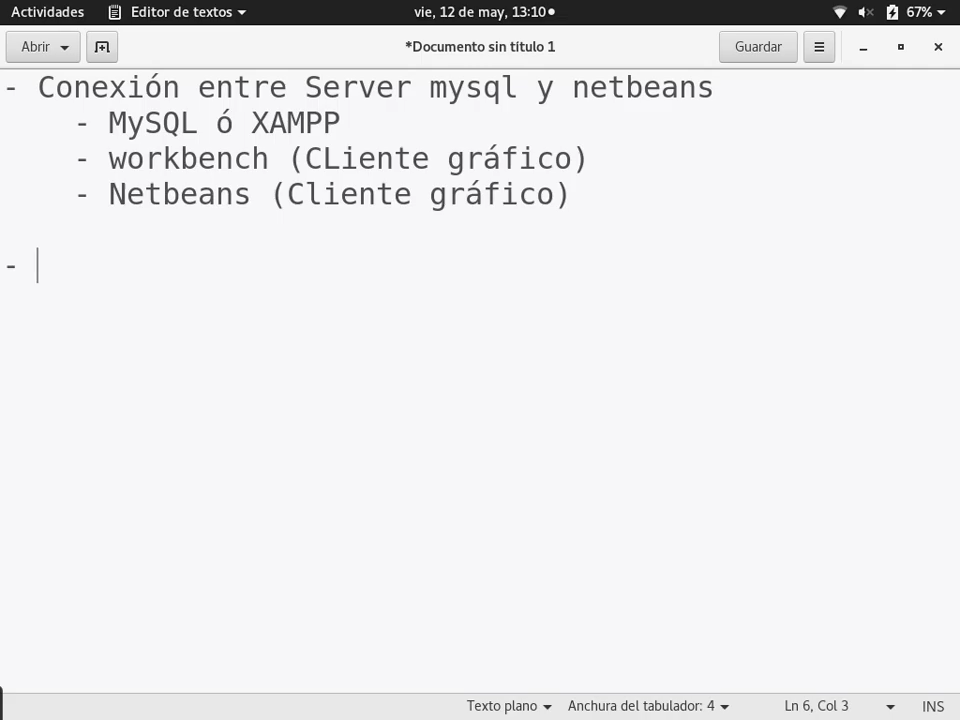 Actividades Editor de textos vie, 12 de may, 13:10 67%
Abrir *Documento sin título 1 Guardar
- Conexión entre Server mysql y netbeans
- MySQL ó XAMPP
- workbench (CLiente gráfico)
- Netbeans (Cliente gráfico)
-
Texto plano Anchura del tabulador: 4 Ln 6, Col 3 INS